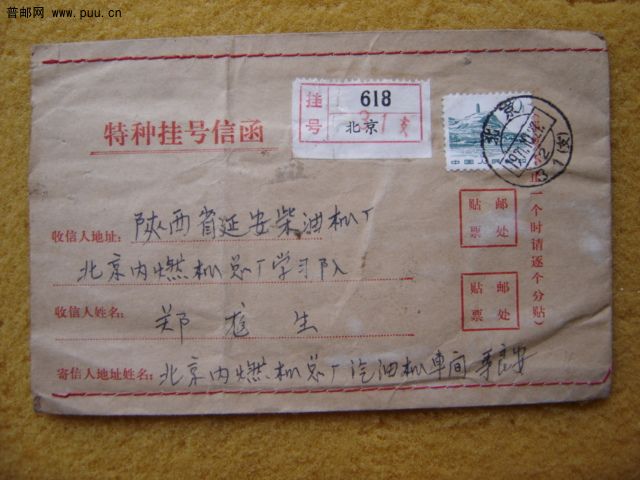 普邮网 www.puu.cn
挂号
618
北京
特种挂号信函
中国人民邮政
北京
收信人地址：陕西省延安柴油机厂
北京内燃机总厂学习队
收信人姓名：郑 生
寄信人地址姓名：北京内燃机总厂汽油机車间
贴邮票处
贴邮票处
一个时请逐个分贴）